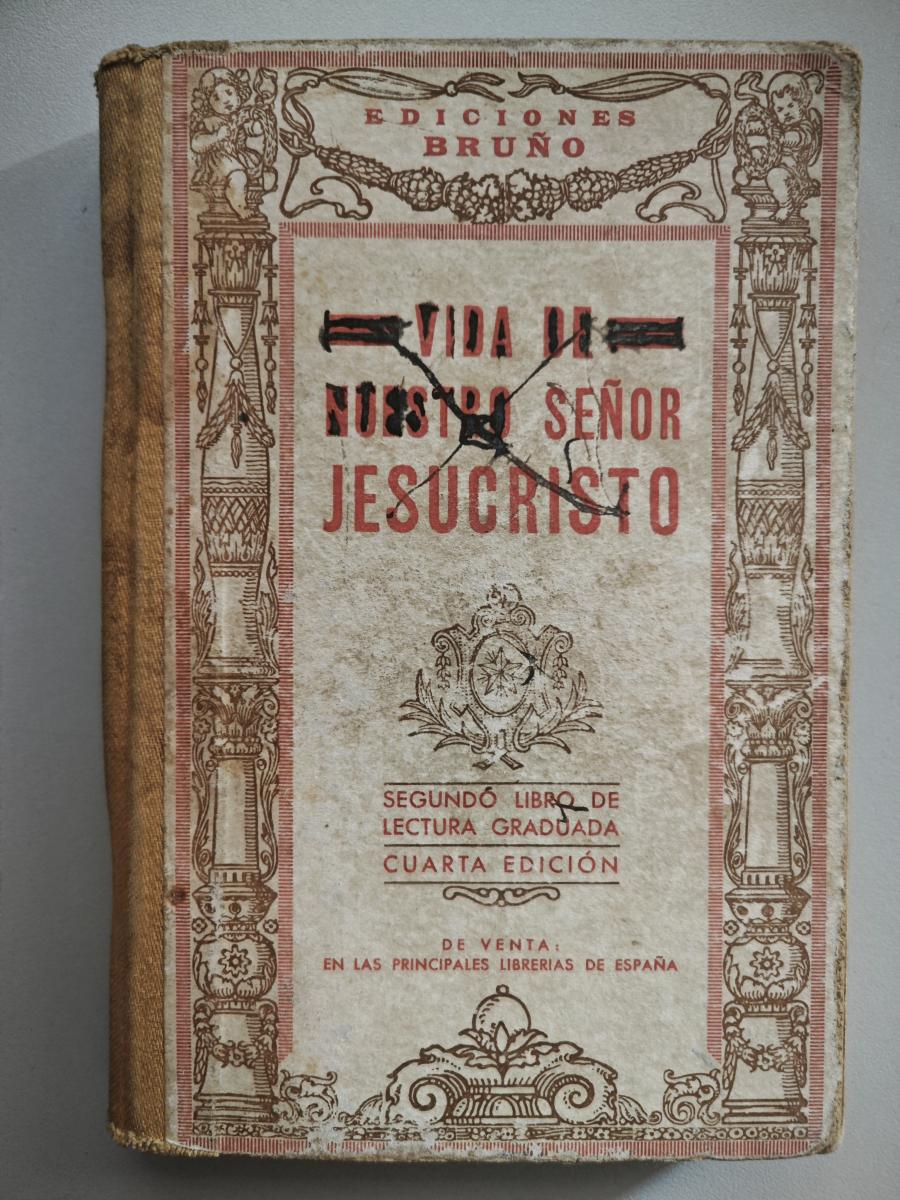 EDICIONES
BRUÑO
VIDA DE
NUESTRO SEÑOR
JESUCRISTO
SEGUNDO LIBRO DE
LECTURA GRADUADA
CUARTA EDICIÓN
DE VENTA:
EN LAS PRINCIPALES LIBRERIAS DE ESPAÑA